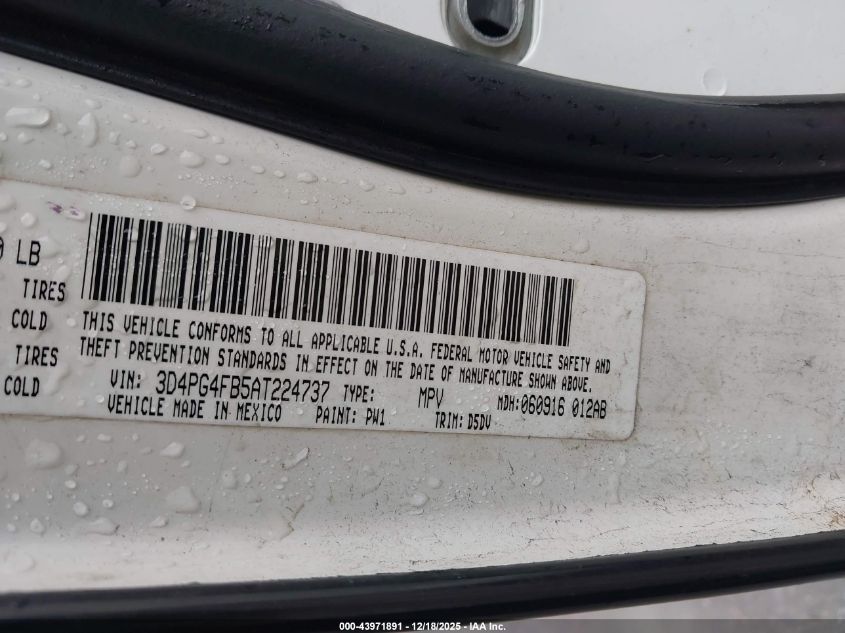 0 LB
TIRES
COLD
TIRES
COLD
THIS VEHICLE CONFORMS TO ALL APPLICABLE U.S.A. FEDERAL MOTOR VEHICLE SAFETY AND
THEFT PREVENTION STANDARDS IN EFFECT ON THE DATE OF MANUFACTURE SHOWN ABOVE.
VIN: 3D4PG4FB5AT224737 TYPE: MPV MDH:060916 012AB
VEHICLE MADE IN MEXICO PAINT: PW1 TRIM: D5DV
000-43971891 | 12/18/2025 - IAA Inc.